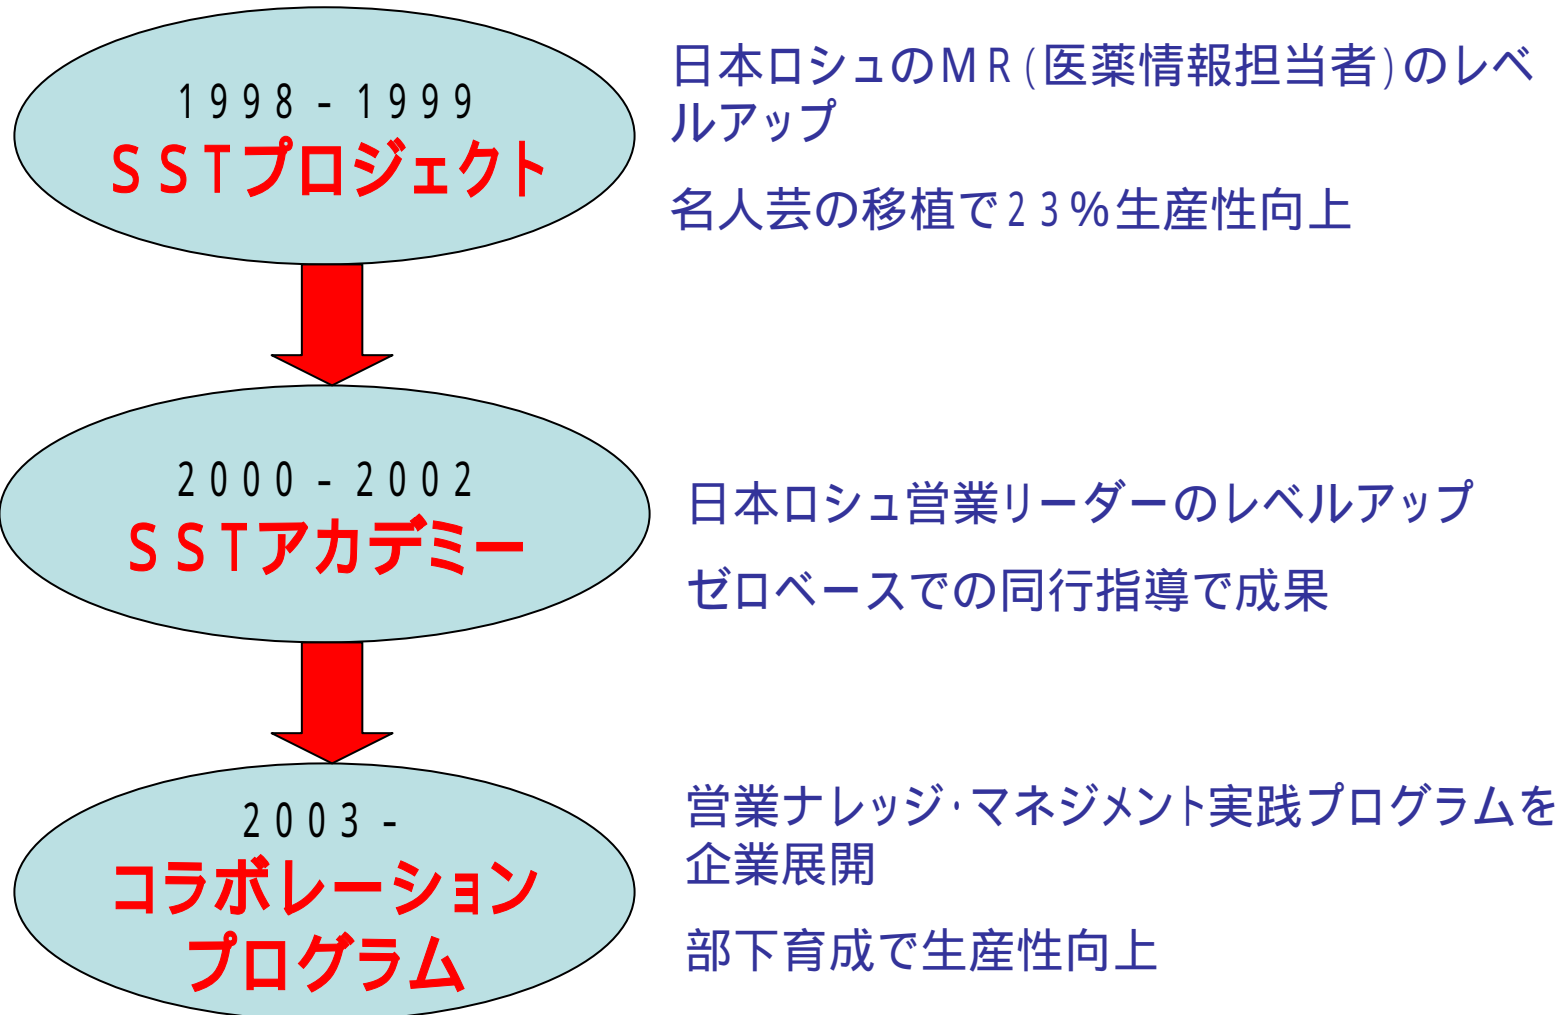 1998-1999
SSTプロジェクト
日本ロシュのMR(医薬情報担当者)のレベ
ルアップ
名人芸の移植で23%生産性向上
2000-2002
SSTアカデミー
日本ロシュ営業リーダーのレベルアップ
ゼロベースでの同行指導で成果
2003-
コラボレーション
プログラム
営業ナレッジ・マネジメント実践プログラムを
企業展開
部下育成で生産性向上